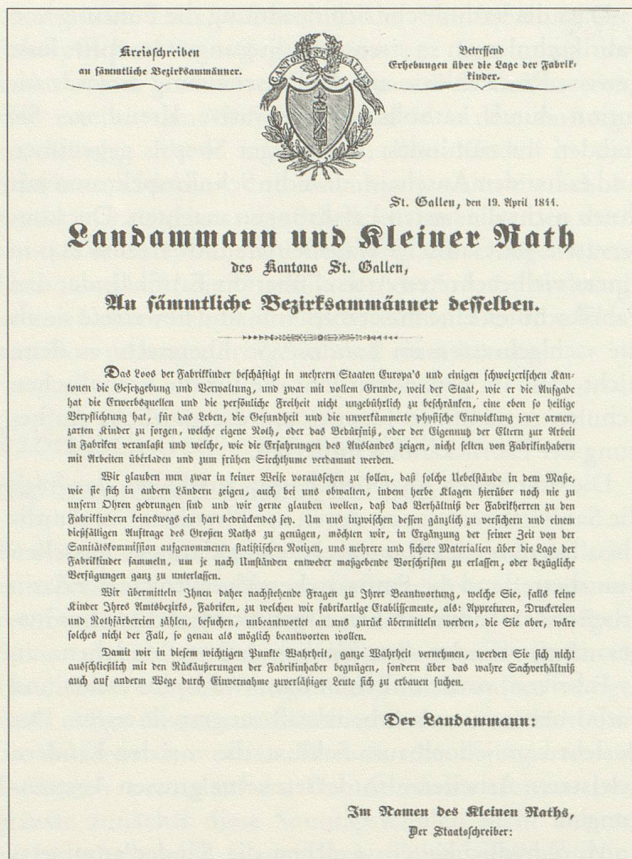 Kreisschreiben
an sämmtliche Bezirksammänner.
CANTON ST. GALLEN
Betreffend
Erhebungen über die Lage der Fabrik-
kinder.
St. Gallen, den 19. April 1844.
Landammann und Kleiner Rath
des Kantons St. Gallen,
An sämmtliche Bezirksammänner desselben.
Das Loos der Fabrikkinder beschäftigt in mehrern Staaten Europa's und einigen schweizerischen Kan-
tonen die Gesetzgebung und Verwaltung, und zwar mit vollem Grunde, weil der Staat, wie er die Aufgabe
hat die Erwerbsquellen und die persönliche Freiheit nicht ungebührlich zu beschränken, eine eben so heilige
Verpflichtung hat, für das Leben, die Gesundheit und die unverkümmerte physische Entwicklung jener armen,
zarten Kinder zu sorgen, welche eigene Noth, oder das Bedürfniß, oder der Eigennutz der Eltern zur Arbeit
in Fabriken veranlaßt und welche, wie die Erfahrungen des Auslandes zeigen, nicht selten von Fabrikinhabern
mit Arbeiten überladen und zum frühen Siechthume verdammt werden.
Wir glauben nun zwar in keiner Weise voraussetzen zu sollen, daß solche Uebelstände in dem Maße,
wie sie sich in andern Ländern zeigen, auch bei uns obwalten, indem herbe Klagen hierüber noch nie zu
unsern Ohren gedrungen sind und wir gerne glauben wollen, daß das Verhältniß der Fabrikherren zu den
Fabrikkindern keineswegs ein hart bedrückendes sey. Um uns inzwischen dessen gänzlich zu versichern und einem
dießfälligen Auftrage des Großen Raths zu genügen, möchten wir, in Ergänzung der seiner Zeit von der
Sanitätskommission aufgenommenen statistischen Notizen, uns mehrere und sichere Materialien über die Lage der
Fabrikkinder sammeln, um je nach Umständen entweder maßgebende Vorschriften zu erlassen, oder bezügliche
Verfügungen ganz zu unterlassen.
Wir übermitteln Ihnen daher nachstehende Fragen zu Ihrer Beantwortung, welche Sie, falls keine
Kinder Ihres Amtsbezirks, Fabriken, zu welchen wir fabrikartige Etablissemente, als: Appreturen, Druckereien
und Rothfärbereien zählen, besuchen, unbeantwortet an uns zurück übermitteln werden, die Sie aber, wäre
solches nicht der Fall, so genau als möglich beantworten wollen.
Damit wir in diesem wichtigen Punkte Wahrheit, ganze Wahrheit vernehmen, werden Sie sich nicht
ausschließlich mit den Rückäußerungen der Fabrikinhaber begnügen, sondern über das wahre Sachverhältniß
auch auf anderm Wege durch Einvernahme zuverläßiger Leute sich zu erbauen suchen.
Der Landammann:
Im Namen des Kleinen Raths,
Der Staatsschreiber: